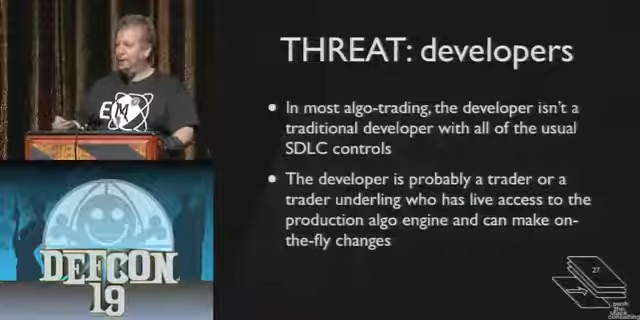 THREAT: developers
• In most algo-trading, the developer isn't a
traditional developer with all of the usual
SDLC controls
• The developer is probably a trader or a
trader underling who has live access to the
production algo engine and can make on-
the-fly changes
DEFCON
19
27